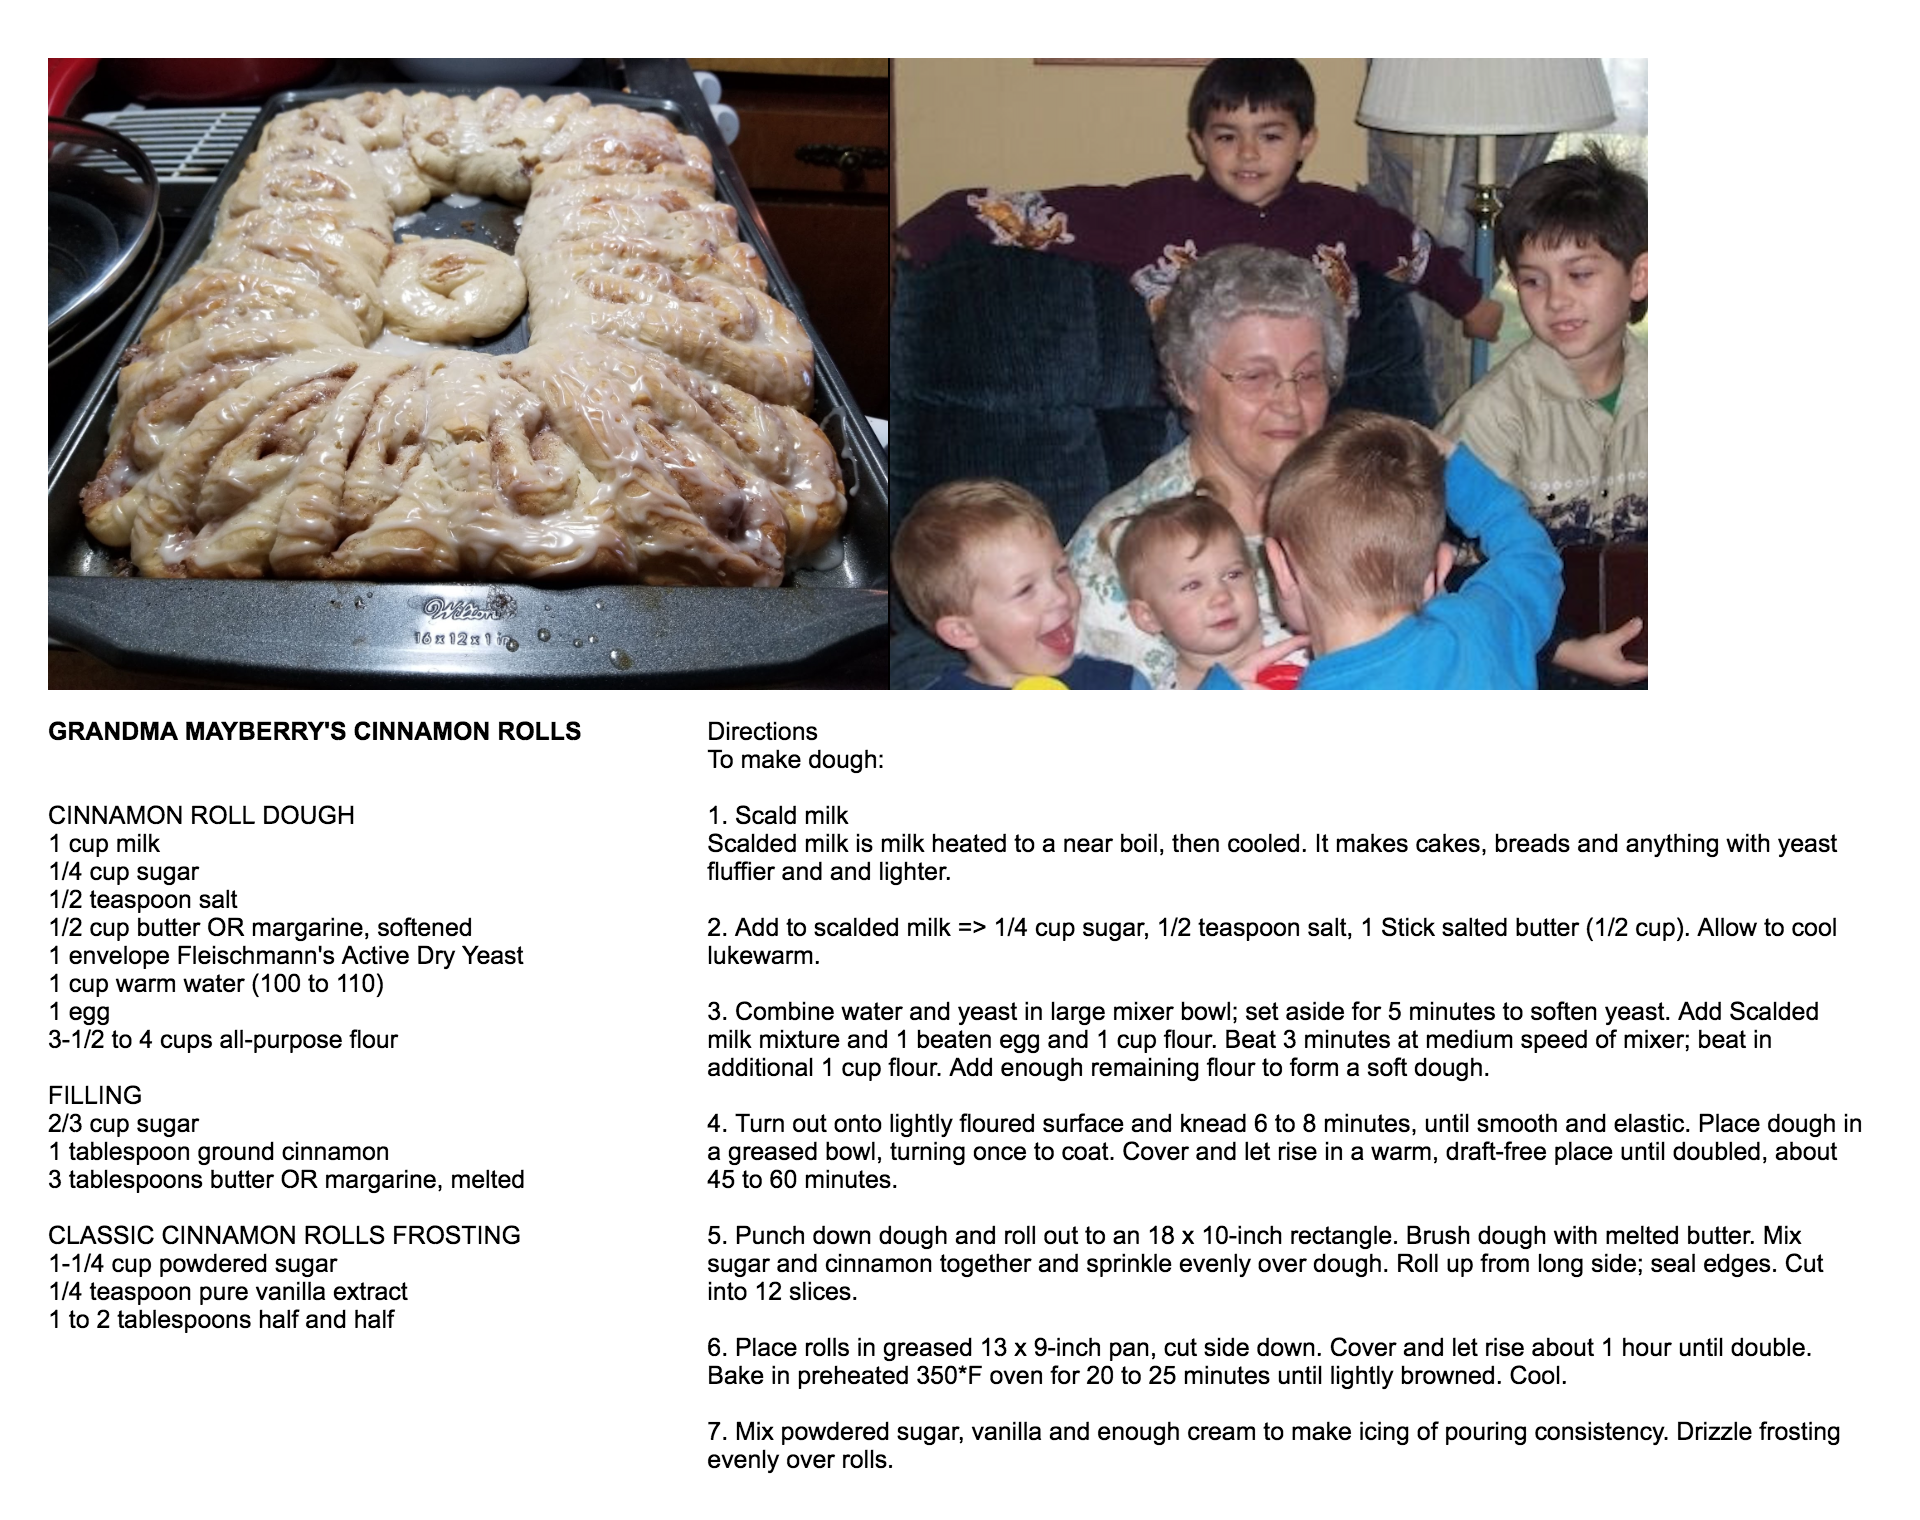 Wilton
16 x 12 x 1 in
GRANDMA MAYBERRY'S CINNAMON ROLLS
CINNAMON ROLL DOUGH
1 cup milk
1/4 cup sugar
1/2 teaspoon salt
1/2 cup butter OR margarine, softened
1 envelope Fleischmann's Active Dry Yeast
1 cup warm water (100 to 110)
1 egg
3-1/2 to 4 cups all-purpose flour
FILLING
2/3 cup sugar
1 tablespoon ground cinnamon
3 tablespoons butter OR margarine, melted
CLASSIC CINNAMON ROLLS FROSTING
1-1/4 cup powdered sugar
1/4 teaspoon pure vanilla extract
1 to 2 tablespoons half and half
Directions
To make dough:
1. Scald milk
Scalded milk is milk heated to a near boil, then cooled. It makes cakes, breads and anything with yeast
fluffier and and lighter.
2. Add to scalded milk => 1/4 cup sugar, 1/2 teaspoon salt, 1 Stick salted butter (1/2 cup). Allow to cool
lukewarm.
3. Combine water and yeast in large mixer bowl; set aside for 5 minutes to soften yeast. Add Scalded
milk mixture and 1 beaten egg and 1 cup flour. Beat 3 minutes at medium speed of mixer; beat in
additional 1 cup flour. Add enough remaining flour to form a soft dough.
4. Turn out onto lightly floured surface and knead 6 to 8 minutes, until smooth and elastic. Place dough in
a greased bowl, turning once to coat. Cover and let rise in a warm, draft-free place until doubled, about
45 to 60 minutes.
5. Punch down dough and roll out to an 18 x 10-inch rectangle. Brush dough with melted butter. Mix
sugar and cinnamon together and sprinkle evenly over dough. Roll up from long side; seal edges. Cut
into 12 slices.
6. Place rolls in greased 13 x 9-inch pan, cut side down. Cover and let rise about 1 hour until double.
Bake in preheated 350*F oven for 20 to 25 minutes until lightly browned. Cool.
7. Mix powdered sugar, vanilla and enough cream to make icing of pouring consistency. Drizzle frosting
evenly over rolls.